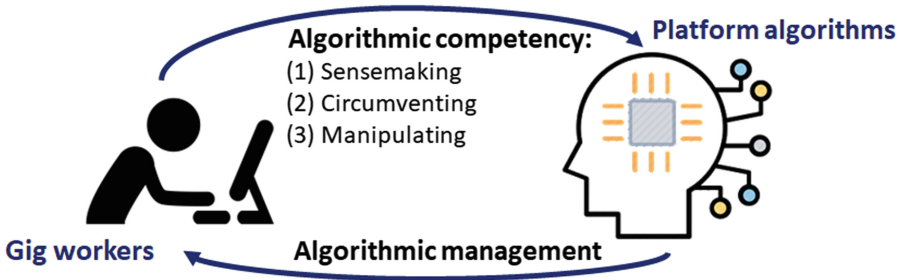 Algorithmic competency:
Platform algorithms
(1) Sensemaking
(2) Circumventing
(3) Manipulating
Gig workers
Algorithmic management